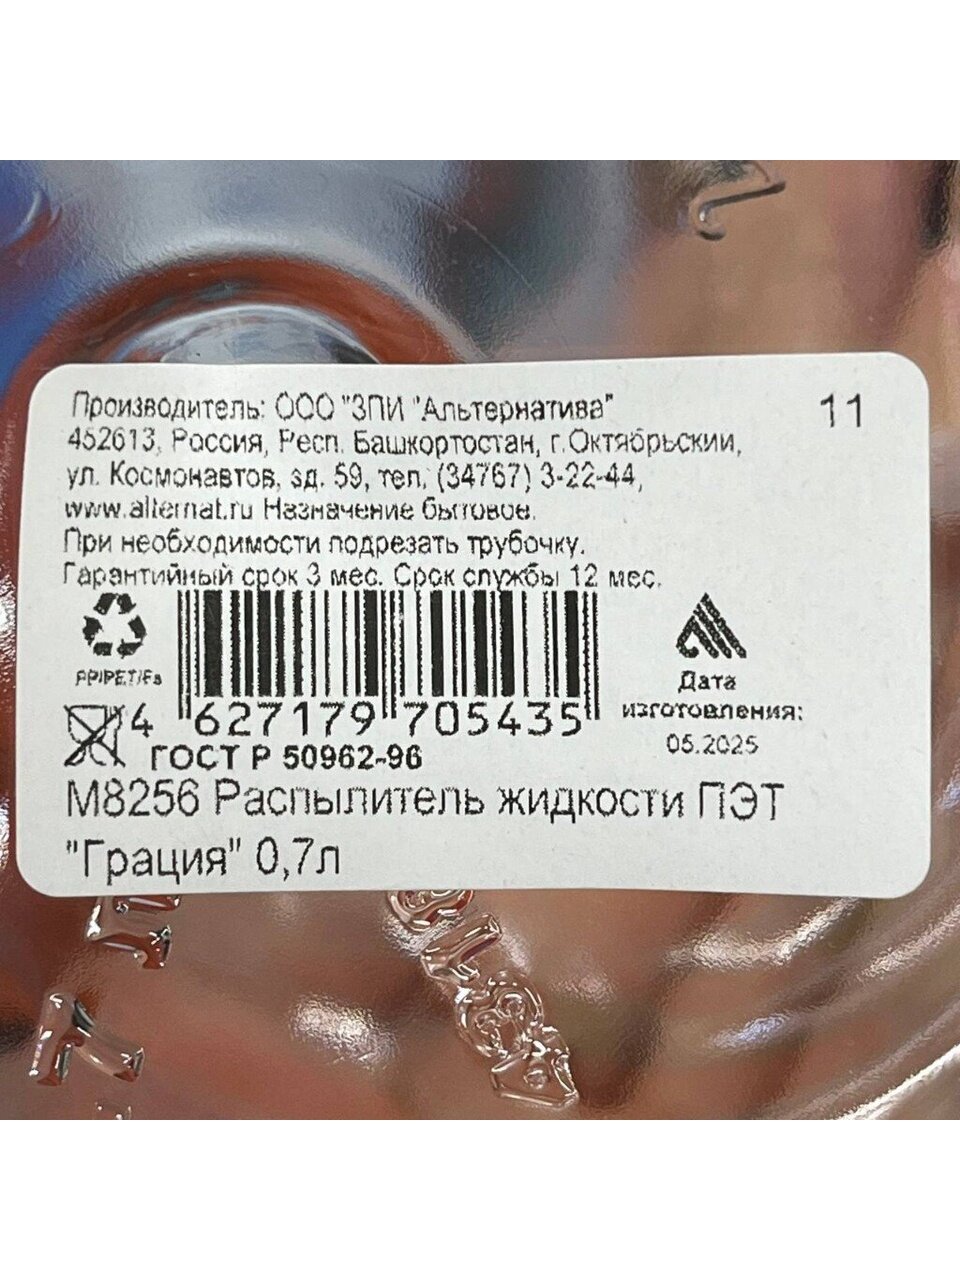 Производитель: ООО "ЗПИ "Альтернатива"
11
452613, Россия, Респ. Башкортостан, г.Октябрьский,
ул. Космонавтов, зд. 59, тел. (34767) 3-22-44,
www.alternat.ru Назначение бытовое.
При необходимости подрезать трубочку.
Гарантийный срок 3 мес. Срок службы 12 мес.
PP/PET/Fe
Дата
изготовления:
05.2025
4 627179 705435
ГОСТ Р 50962-96
М8256 Распылитель жидкости ПЭТ
"Грация" 0,7л